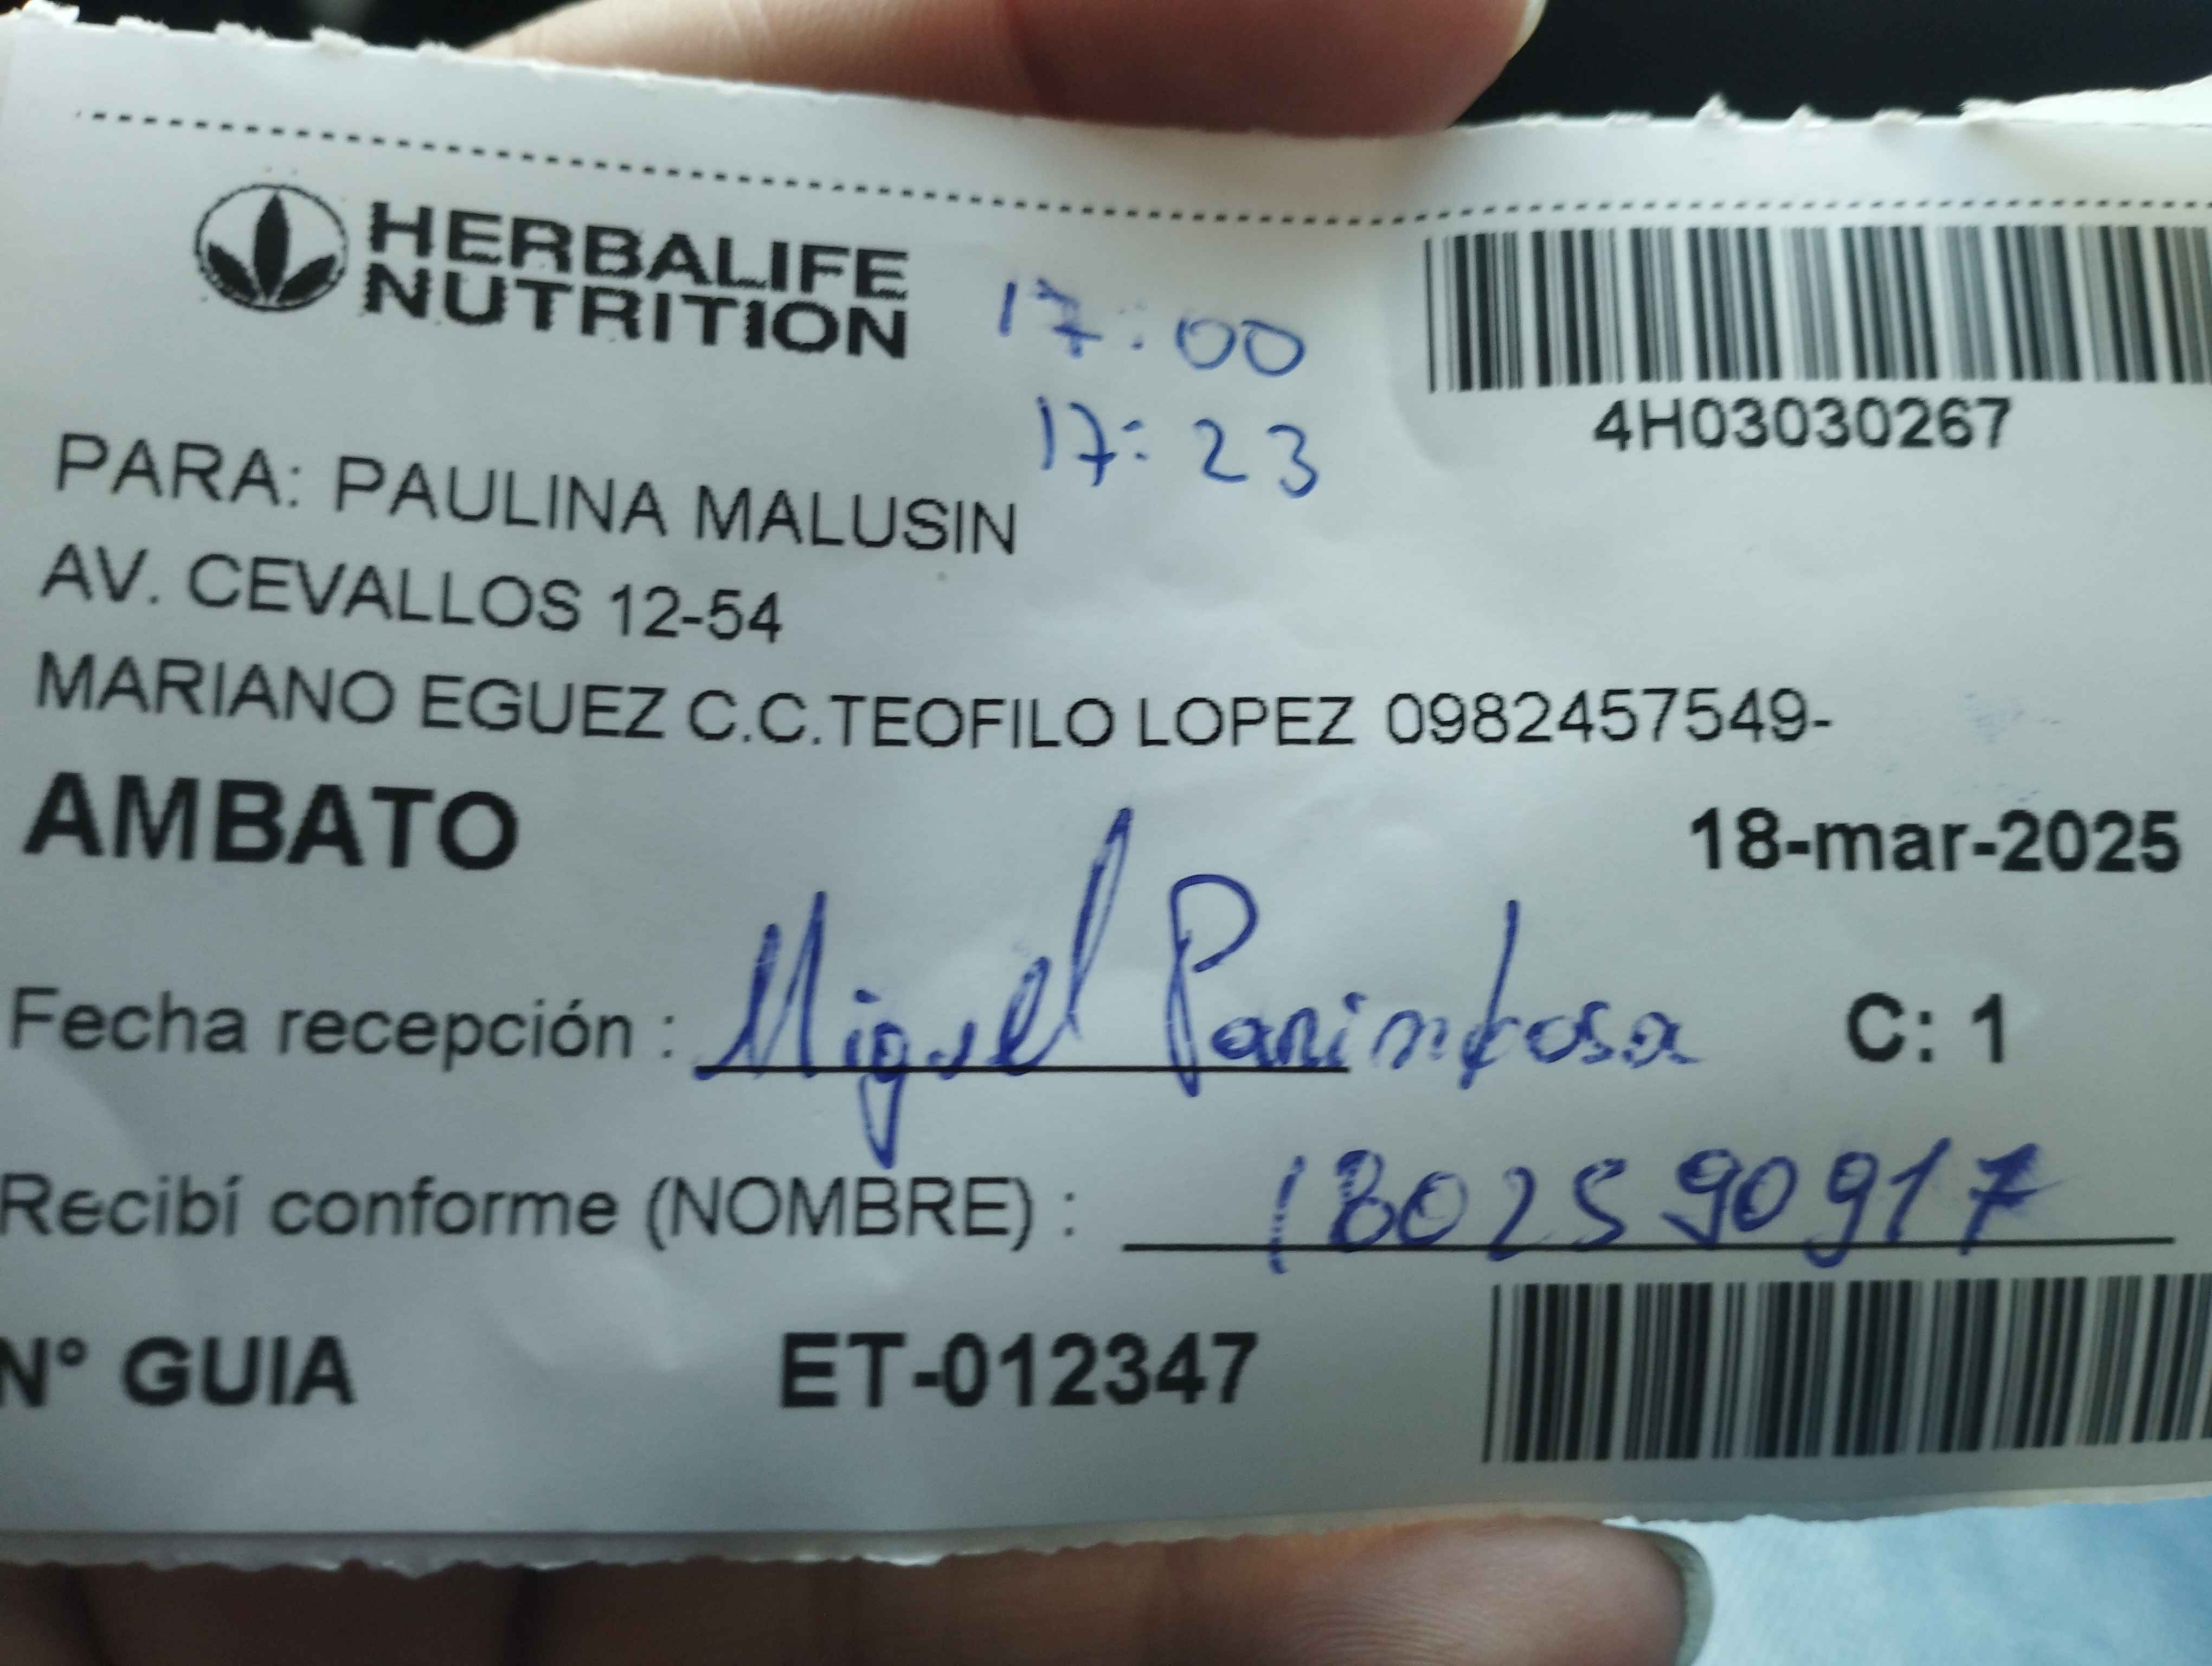 HERBALIFE
NUTRITION
17:00
17:23
4H03030267
PARA: PAULINA MALUSIN
AV. CEVALLOS 12-54
MARIANO EGUEZ C.C.TEOFILO LOPEZ 0982457549-
AMBATO
18-mar-2025
Fecha recepción : Miguel C: 1
Recibí conforme (NOMBRE) : 1802590917
N° GUIA ET-012347